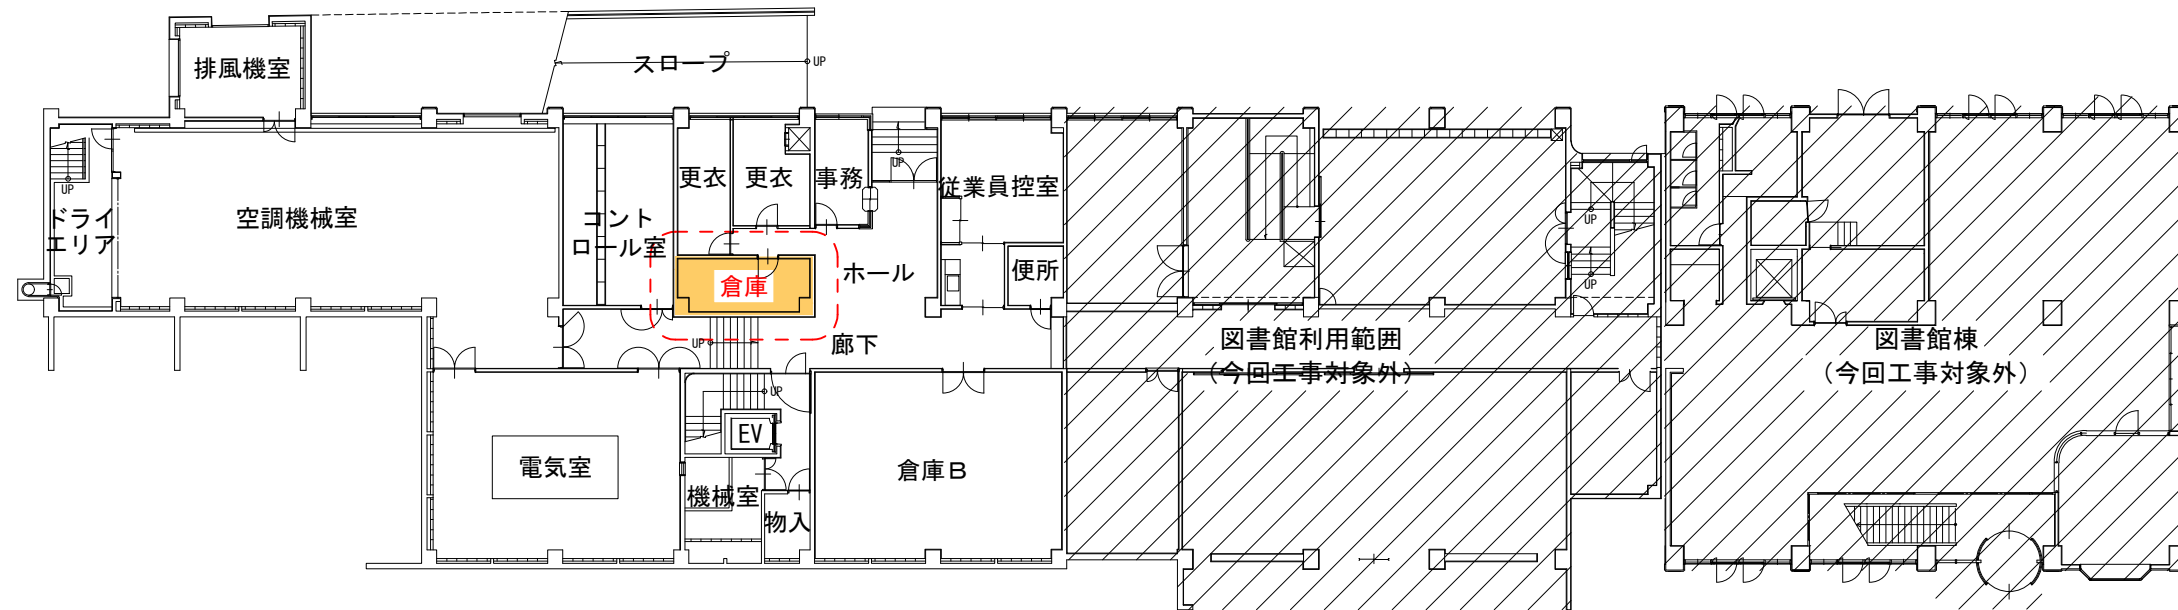 排風機室
スロープ
UP
更衣
更衣
事務
UP
従業員控室
UP
ドライ
エリア
空調機械室
コント
ロール室
UP
UP
倉庫
ホール
便所
UP
廊下
図書館利用範囲
（今回工事対象外）
図書館棟
（今回工事対象外）
UP
EV
電気室
機械室
物入
倉庫B